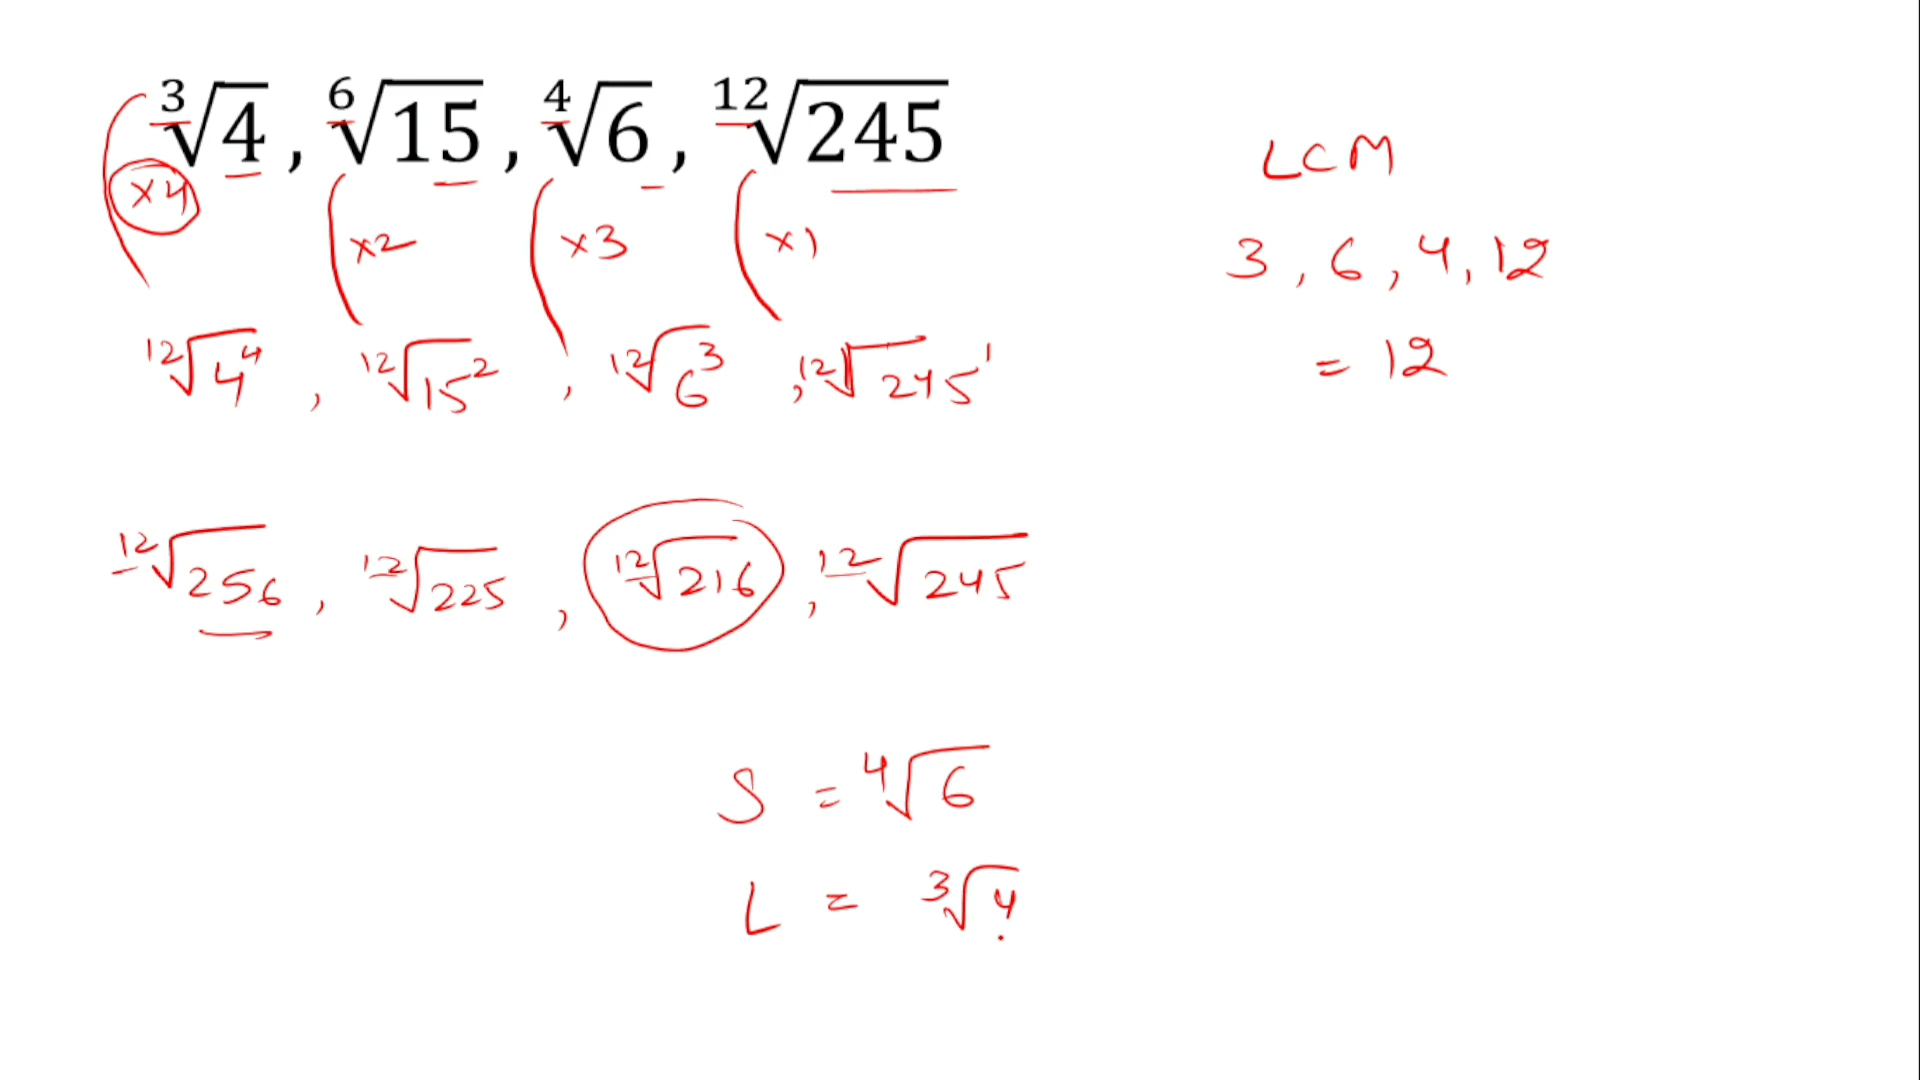 ∛4, ⁶√15, ⁴√6, ¹²√245
LCM
×4 ×2 ×3 ×1
3, 6, 4, 12
¹²√4⁴, ¹²√15², ¹²√6³, ¹²√245¹
= 12
¹²√256, ¹²√225, ¹²√216, ¹²√245
S = ⁴√6
L = ³√4